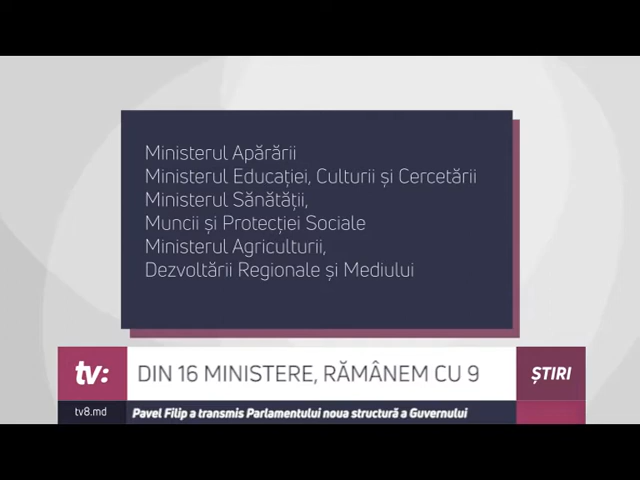 Ministerul Apărării
Ministerul Educației, Culturii și Cercetării
Ministerul Sănătății,
Muncii și Protecției Sociale
Ministerul Agriculturii,
Dezvoltării Regionale și Mediului
tv:
DIN 16 MINISTERE, RĂMÂNEM CU 9
ȘTIRI
tv8.md
Pavel Filip a transmis Parlamentului noua structură a Guvernului